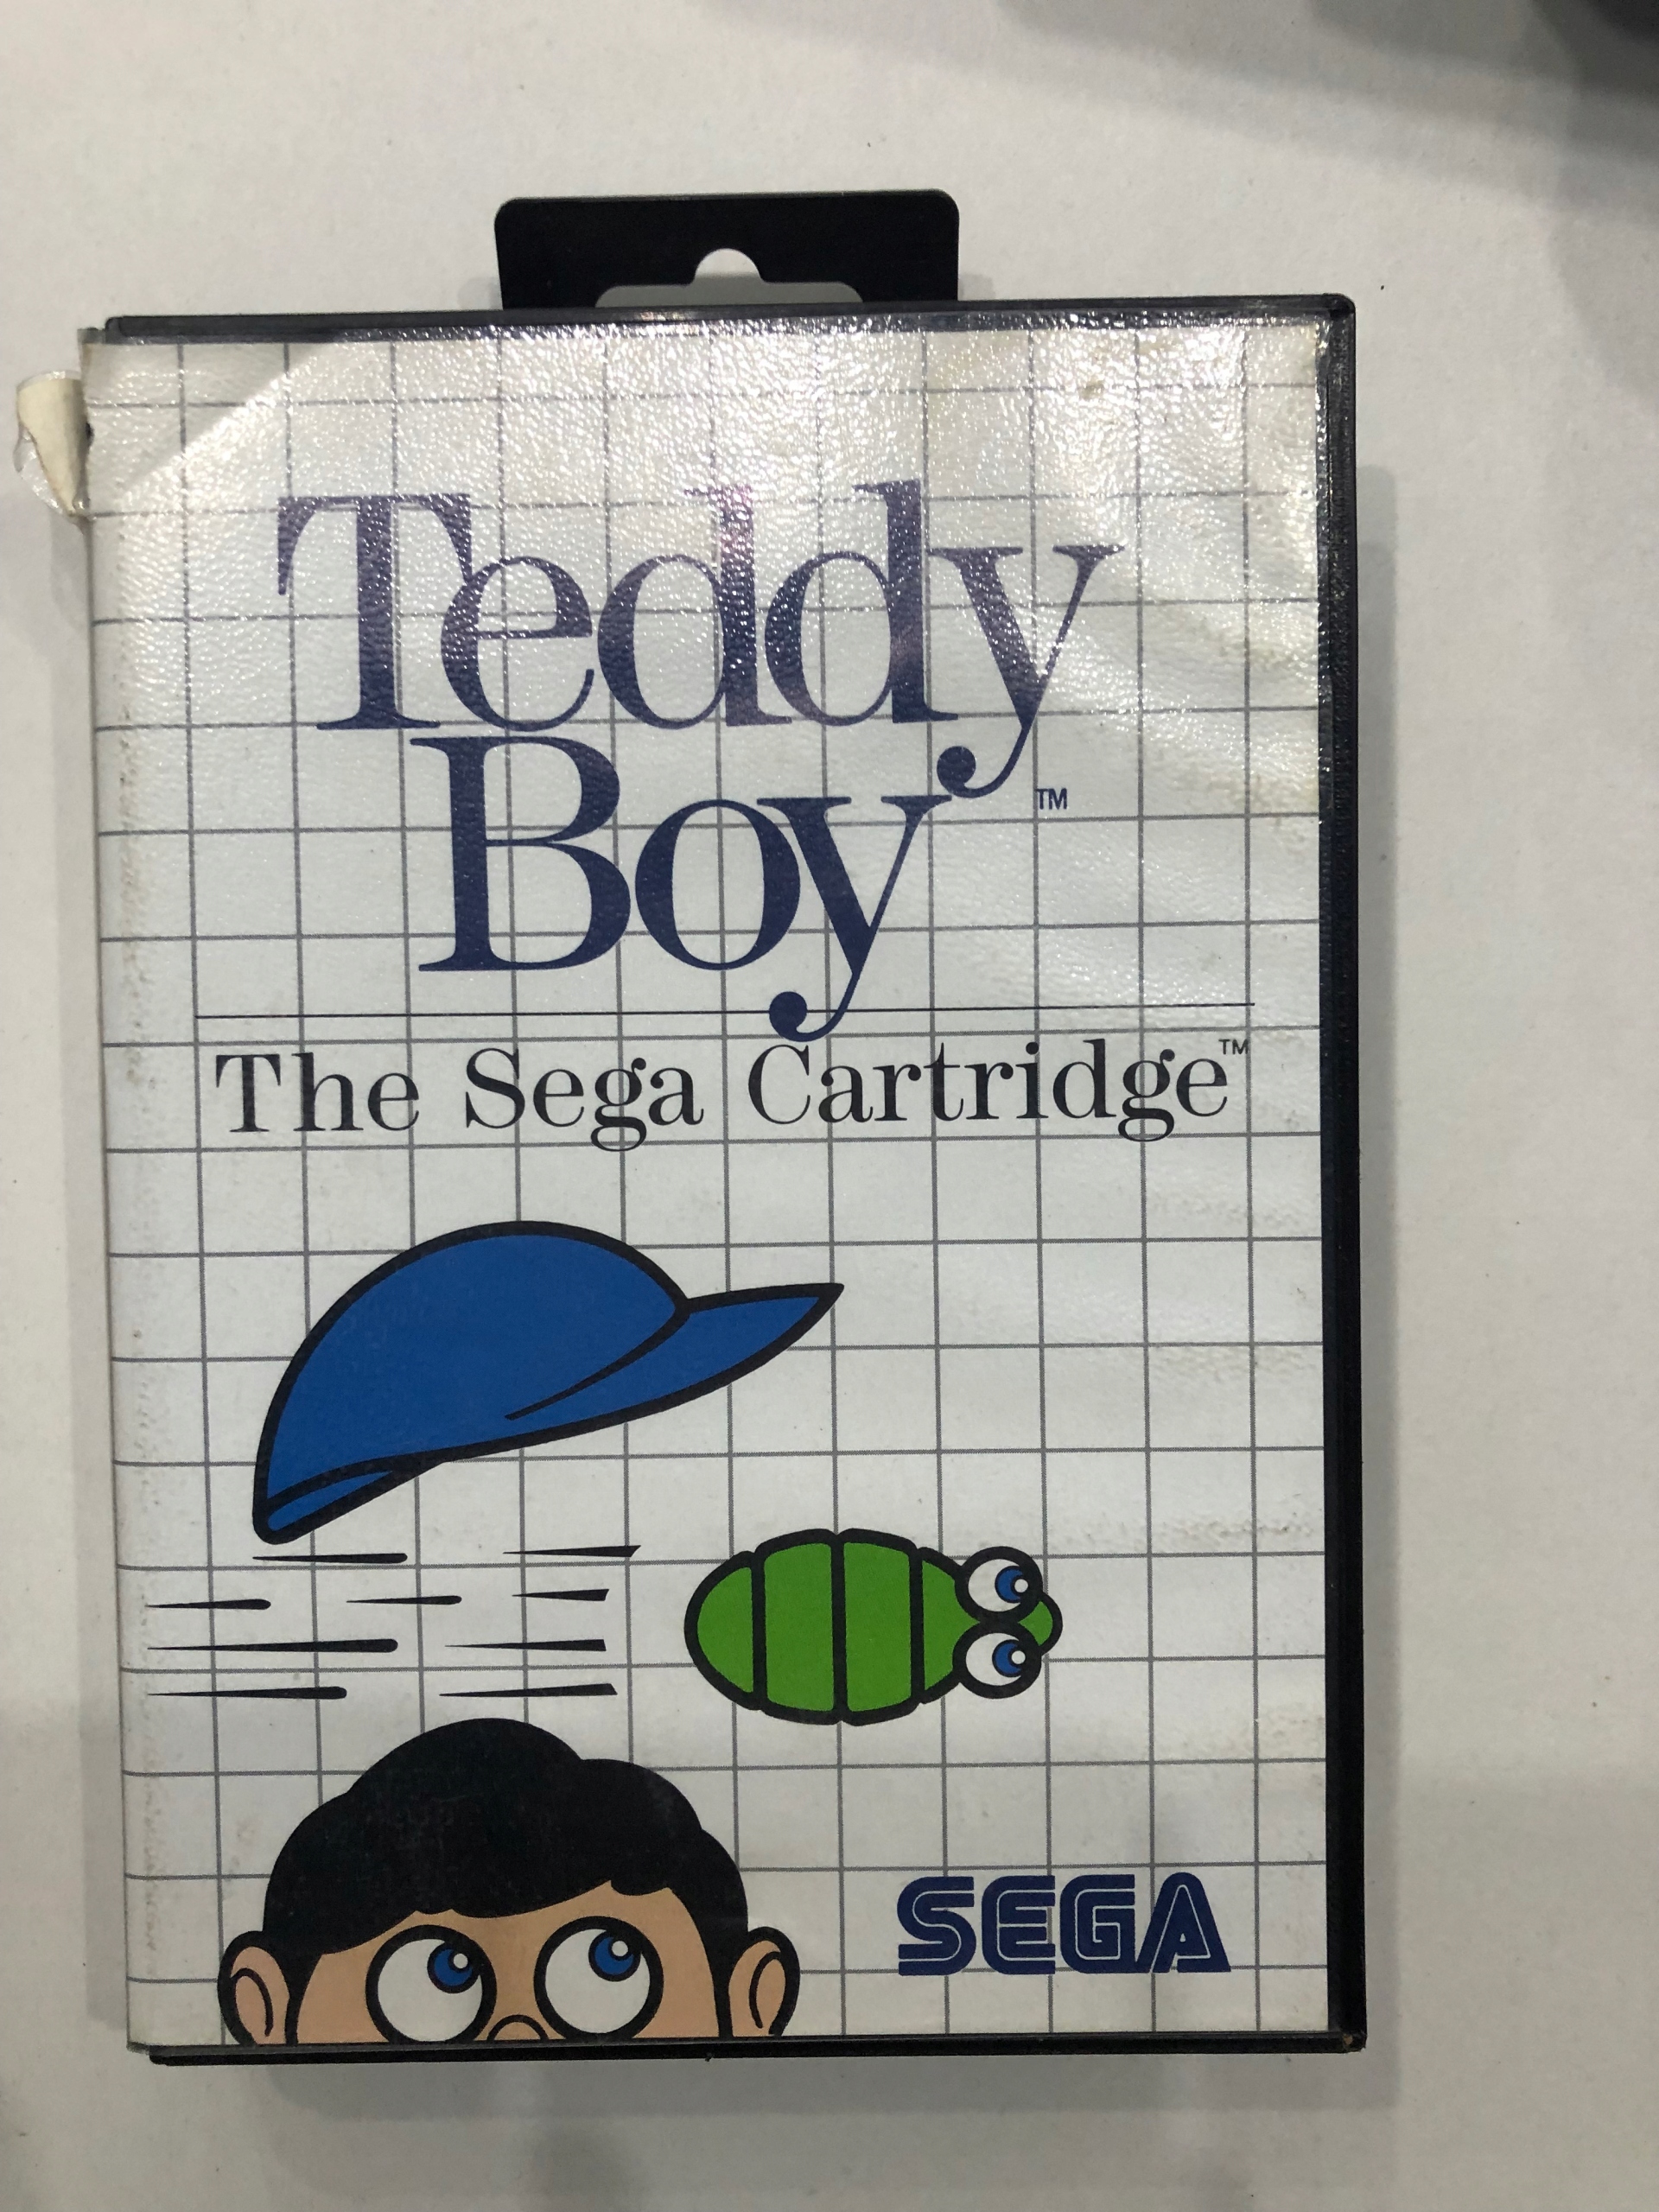 Teddy
Boy™
The Sega Cartridge™
SEGA